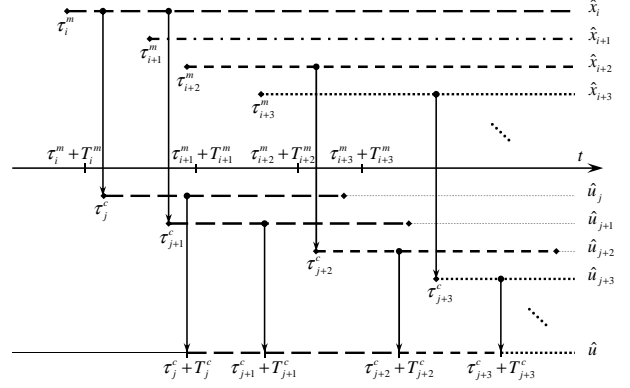 x̂_i
τ_i^m
x̂_{i+1}
τ_{i+1}^m
x̂_{i+2}
τ_{i+2}^m
x̂_{i+3}
τ_{i+3}^m
τ_i^m + T_i^m τ_{i+1}^m + T_{i+1}^m τ_{i+2}^m + T_{i+2}^m τ_{i+3}^m + T_{i+3}^m t
û_j
τ_j^c
û_{j+1}
τ_{j+1}^c
û_{j+2}
τ_{j+2}^c
û_{j+3}
τ_{j+3}^c
û
τ_j^c + T_j^c τ_{j+1}^c + T_{j+1}^c τ_{j+2}^c + T_{j+2}^c τ_{j+3}^c + T_{j+3}^c